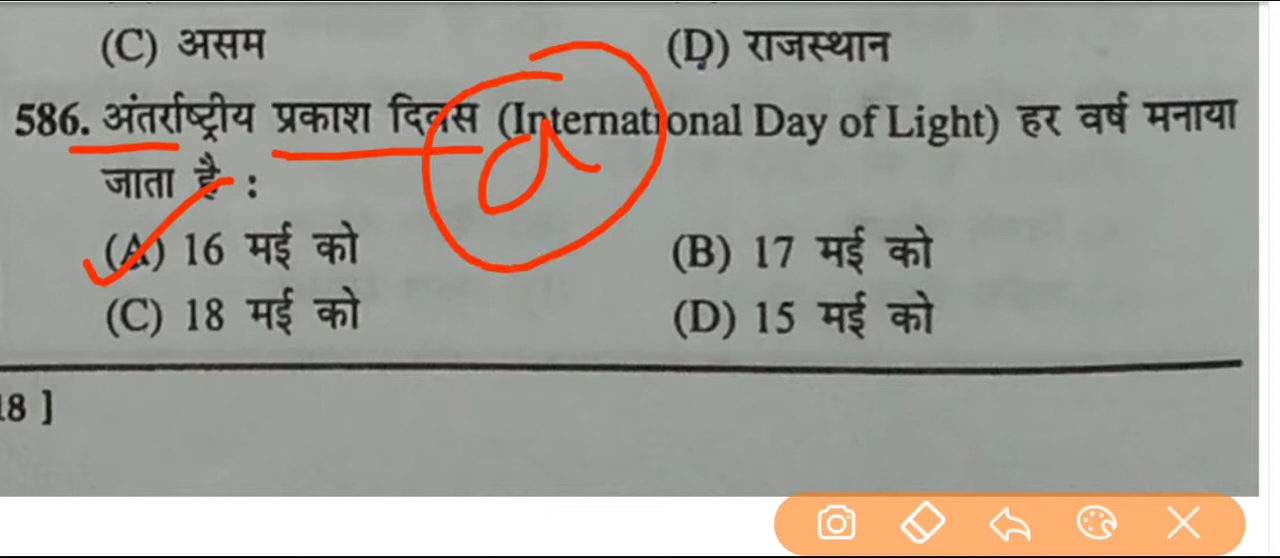 (C) असम (D) राजस्थान
586. अंतर्राष्ट्रीय प्रकाश दिवस (International Day of Light) हर वर्ष मनाया
जाता है :
a
(A) 16 मई को (B) 17 मई को
(C) 18 मई को (D) 15 मई को
18 ]